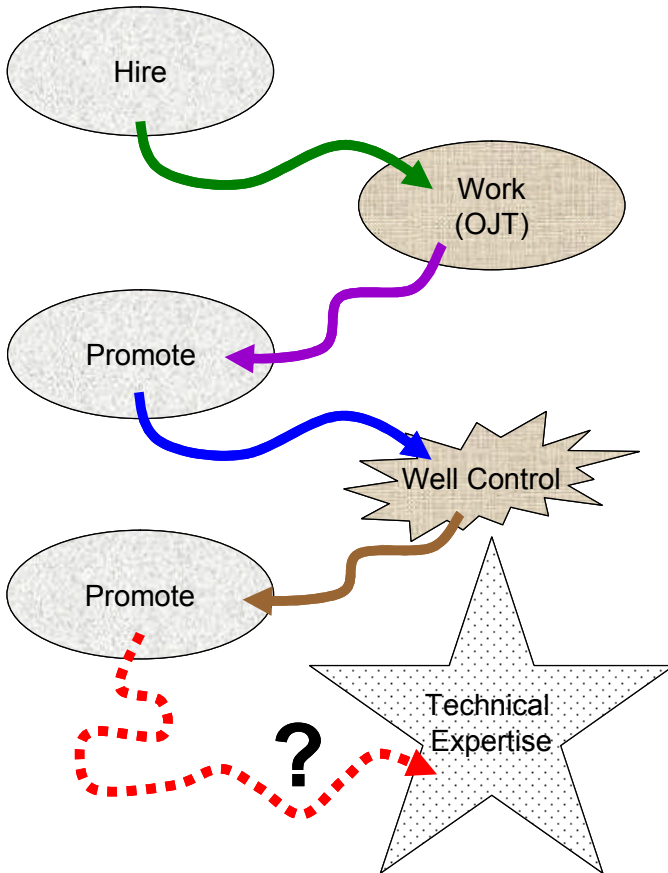 Hire
Work
(OJT)
Promote
Well Control
Promote
Technical
Expertise
?